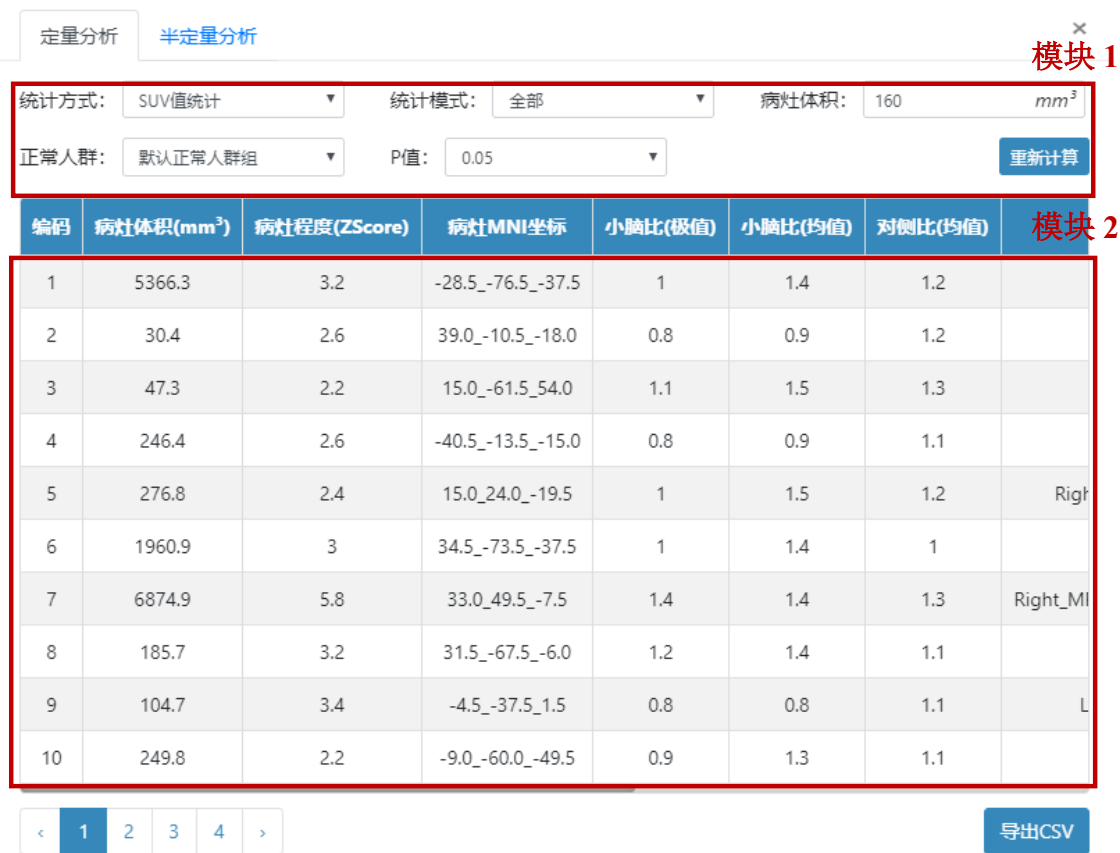 定量分析 半定量分析 ×
模块 1
统计方式: SUV值统计 ▼ 统计模式: 全部 ▼ 病灶体积: 160 mm³
正常人群: 默认正常人群组 ▼ P值: 0.05 ▼ 重新计算
编码 病灶体积(mm³) 病灶程度(ZScore) 病灶MNI坐标 小脑比(极值) 小脑比(均值) 对侧比(均值)
模块 2
1 5366.3 3.2 -28.5_-76.5_-37.5 1 1.4 1.2
2 30.4 2.6 39.0_-10.5_-18.0 0.8 0.9 1.2
3 47.3 2.2 15.0_-61.5_54.0 1.1 1.5 1.3
4 246.4 2.6 -40.5_-13.5_-15.0 0.8 0.9 1.1
5 276.8 2.4 15.0_24.0_-19.5 1 1.5 1.2 Righ
6 1960.9 3 34.5_-73.5_-37.5 1 1.4 1
7 6874.9 5.8 33.0_49.5_-7.5 1.4 1.4 1.3 Right_MI
8 185.7 3.2 31.5_-67.5_-6.0 1.2 1.4 1.1
9 104.7 3.4 -4.5_-37.5_1.5 0.8 0.8 1.1 L
10 249.8 2.2 -9.0_-60.0_-49.5 0.9 1.3 1.1
‹ 1 2 3 4 › 导出CSV